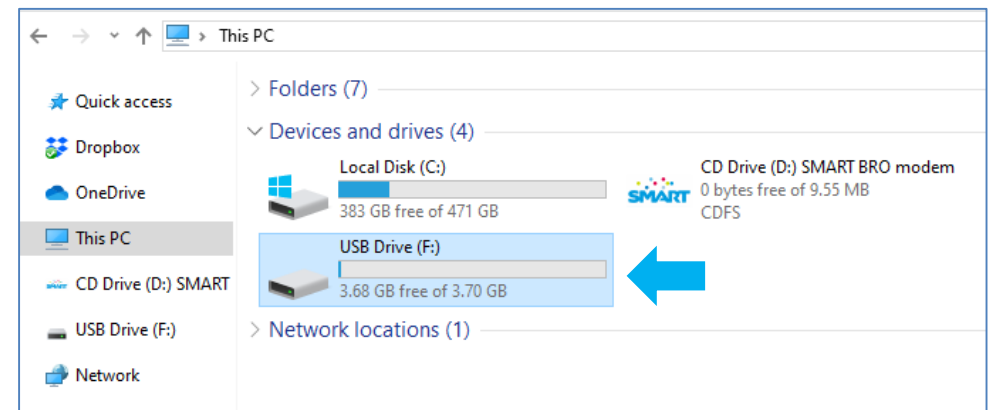 This PC
Quick access
Dropbox
OneDrive
This PC
CD Drive (D:) SMART
USB Drive (F:)
Network
Folders (7)
Devices and drives (4)
Local Disk (C:)
383 GB free of 471 GB
SMART
CD Drive (D:) SMART BRO modem
0 bytes free of 9.55 MB
CDFS
USB Drive (F:)
3.68 GB free of 3.70 GB
Network locations (1)